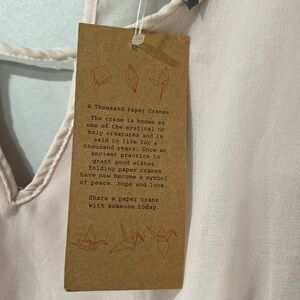 A Thousand Paper Cranes
The crane is known as
one of the mystical or
holy creatures and is
said to live for a
thousand years. Once an
ancient practice to
grant good wishes,
folding paper cranes
have now become a symbol
of peace, hope and love.
Share a paper crane
with someone today.